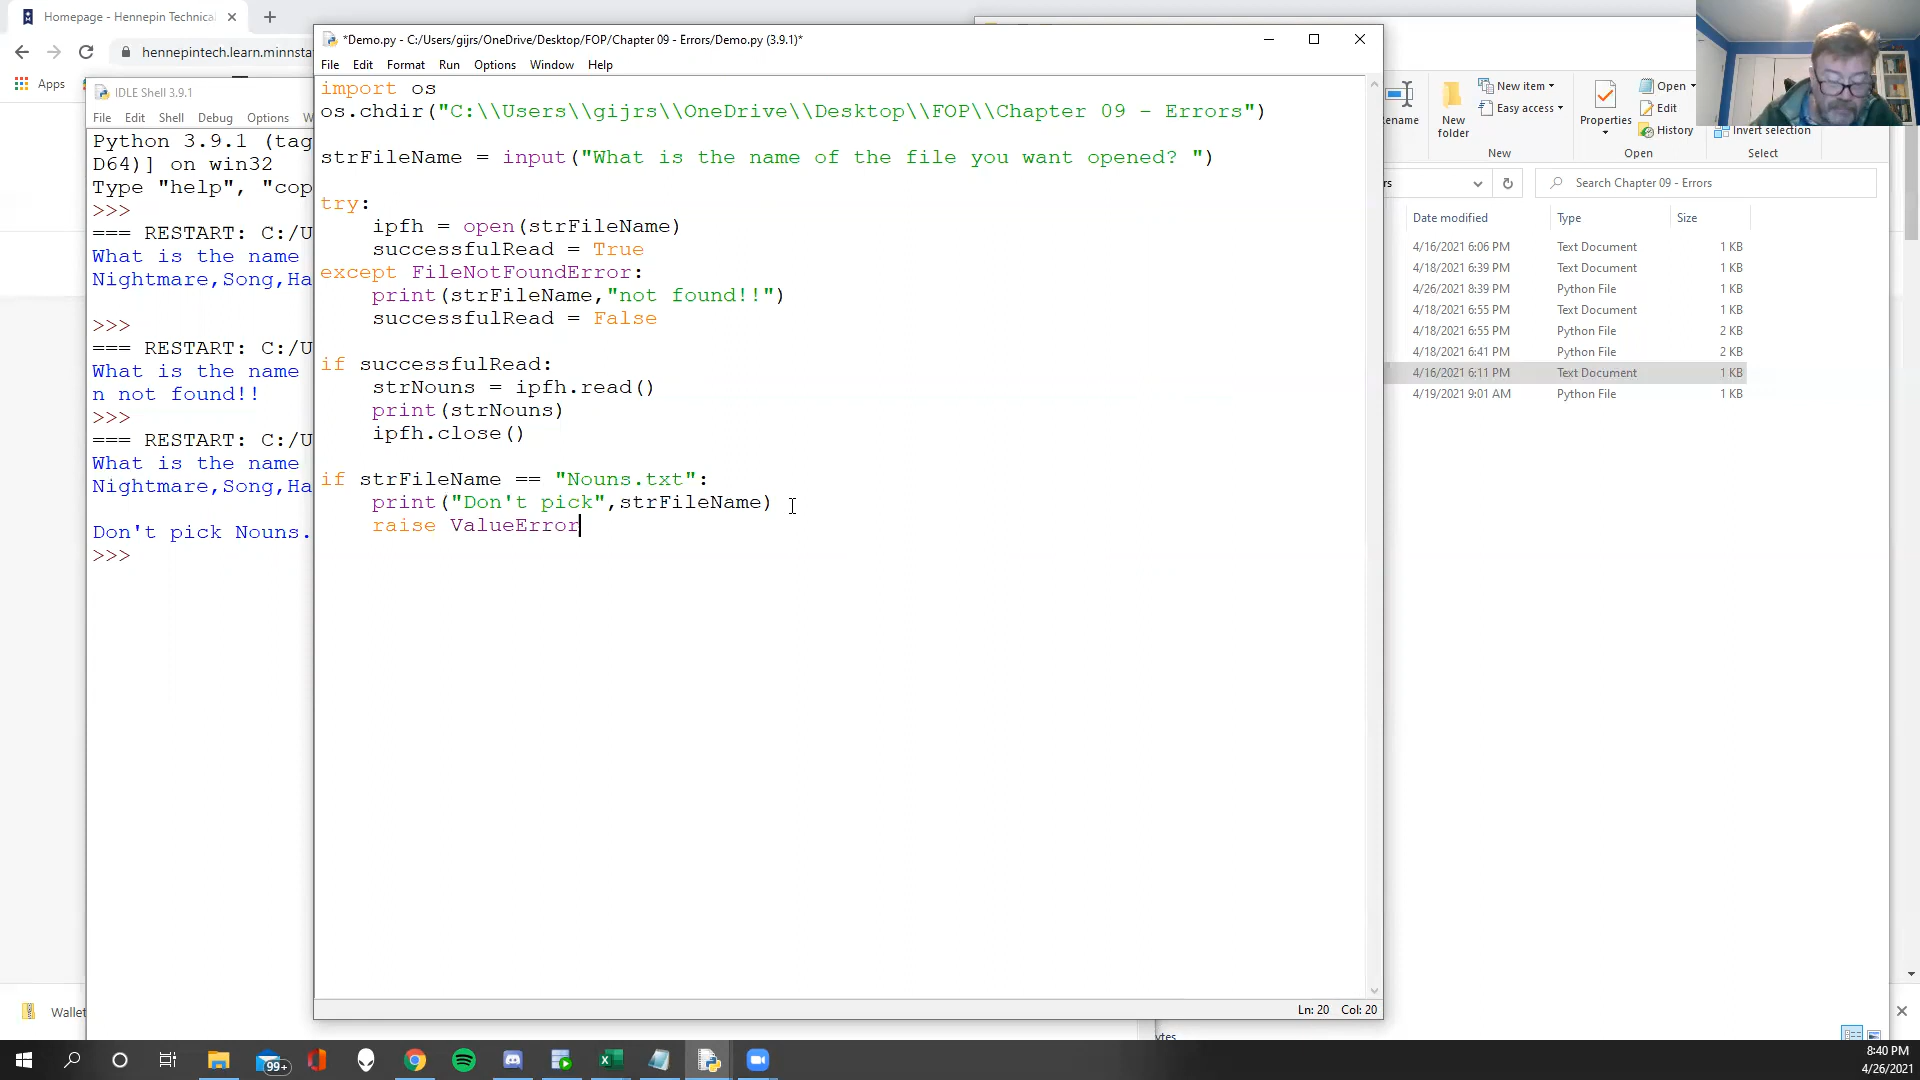 Homepage - Hennepin Technica
hennepintech.learn.minnsta
Apps
IDLE Shell 3.9.1
File Edit Shell Debug Options W
Python 3.9.1 (tag
D64)] on win32
Type "help", "cop
>>>
=== RESTART: C:/U
What is the name
Nightmare,Song,Ha
>>>
=== RESTART: C:/U
What is the name
n not found!!
>>>
=== RESTART: C:/U
What is the name
Nightmare,Song,Ha
Don't pick Nouns.
>>>
*Demo.py - C:/Users/gijrs/OneDrive/Desktop/FOP/Chapter 09 - Errors/Demo.py (3.9.1)*
File Edit Format Run Options Window Help
import os
os.chdir("C:\\Users\\gijrs\\OneDrive\\Desktop\\FOP\\Chapter 09 - Errors")
strFileName = input("What is the name of the file you want opened? ")
try:
    ipfh = open(strFileName)
    successfulRead = True
except FileNotFoundError:
    print(strFileName,"not found!!")
    successfulRead = False
if successfulRead:
    strNouns = ipfh.read()
    print(strNouns)
    ipfh.close()
if strFileName == "Nouns.txt":
    print("Don't pick",strFileName)
    raise ValueError
Ln: 20 Col: 20
ename
New folder
New item
Easy access
New
Properties
Open
Edit
History
Open
Invert selection
Select
rs
Search Chapter 09 - Errors
Date modified Type Size
4/16/2021 6:06 PM Text Document 1 KB
4/18/2021 6:39 PM Text Document 1 KB
4/26/2021 8:39 PM Python File 1 KB
4/18/2021 6:55 PM Text Document 1 KB
4/18/2021 6:55 PM Python File 2 KB
4/18/2021 6:41 PM Python File 2 KB
4/16/2021 6:11 PM Text Document 1 KB
4/19/2021 9:01 AM Python File 1 KB
Wallet
ytes
99+
8:40 PM
4/26/2021